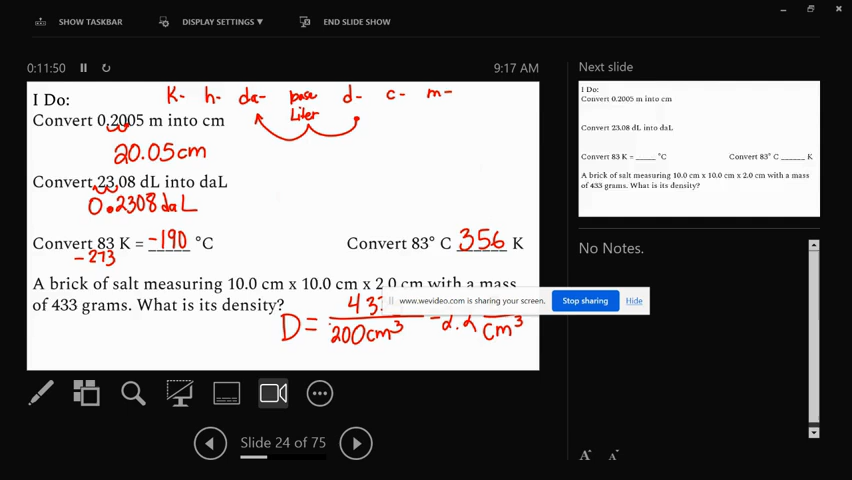 SHOW TASKBAR
DISPLAY SETTINGS ▼
END SLIDE SHOW
0:11:50
9:17 AM
I Do:
K- h- da- base d- c- m-
Liter
Convert 0.2005 m into cm
20.05cm
Convert 23.08 dL into daL
0.2308daL
Convert 83 K = -190 °C
-273
Convert 83° C 356 K
A brick of salt measuring 10.0 cm x 10.0 cm x 2.0 cm with a mass
of 433 grams. What is its density?
D = 43
200cm³
2.2
cm³
www.wevideo.com is sharing your screen.
Stop sharing
Hide
Slide 24 of 75
Next slide
I Do:
Convert 0.2005 m into cm
Convert 23.08 dL into daL
Convert 83 K = _____ °C
Convert 83° C ______ K
A brick of salt measuring 10.0 cm x 10.0 cm x 2.0 cm with a mass
of 433 grams. What is its density?
No Notes.
A A